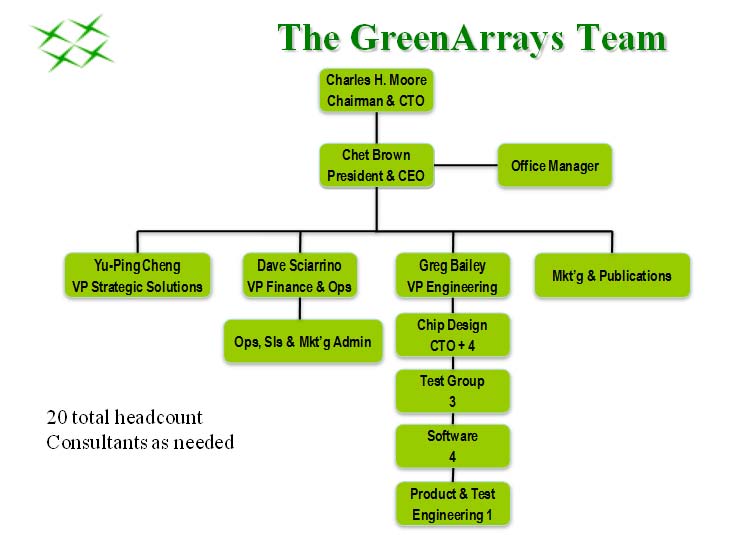 The GreenArrays Team
Charles H. Moore
Chairman & CTO
Chet Brown
President & CEO
Office Manager
Yu-Ping Cheng
VP Strategic Solutions
Dave Sciarrino
VP Finance & Ops
Greg Bailey
VP Engineering
Mkt'g & Publications
Ops, Sls & Mkt'g Admin
Chip Design
CTO + 4
Test Group
3
Software
4
Product & Test
Engineering 1
20 total headcount
Consultants as needed